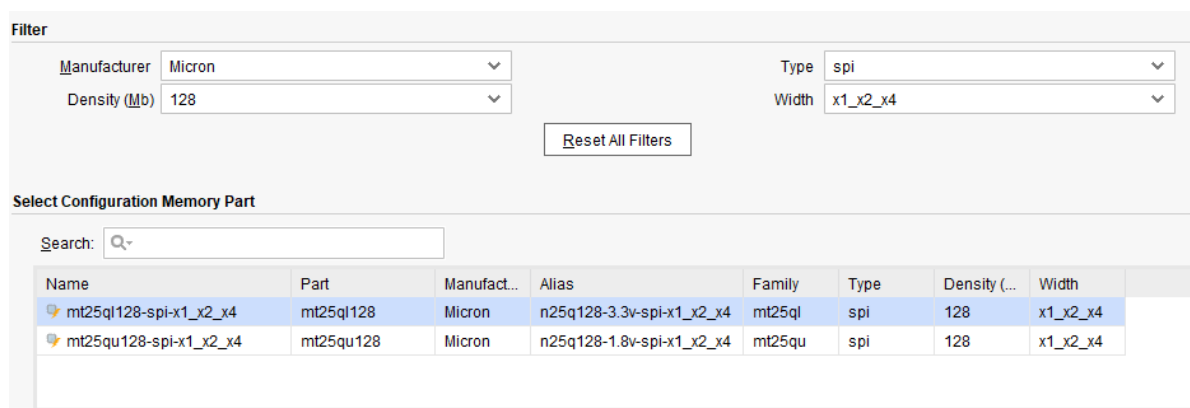 Filter
Manufacturer Micron Type spi
Density (Mb) 128 Width x1_x2_x4
Reset All Filters
Select Configuration Memory Part
Search:
Name Part Manufact... Alias Family Type Density (... Width
mt25ql128-spi-x1_x2_x4 mt25ql128 Micron n25q128-3.3v-spi-x1_x2_x4 mt25ql spi 128 x1_x2_x4
mt25qu128-spi-x1_x2_x4 mt25qu128 Micron n25q128-1.8v-spi-x1_x2_x4 mt25qu spi 128 x1_x2_x4